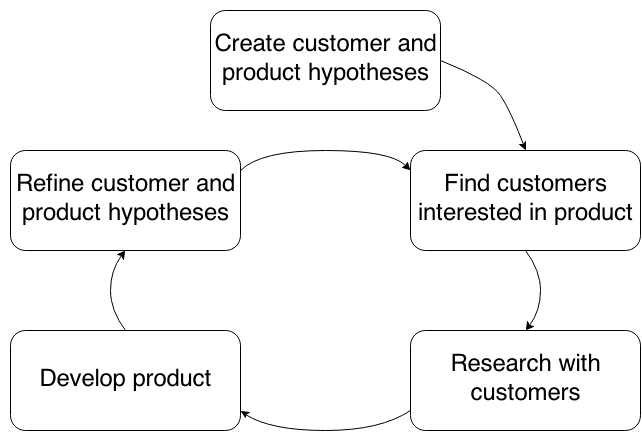 Create customer and
product hypotheses
Refine customer and
product hypotheses
Find customers
interested in product
Develop product
Research with
customers